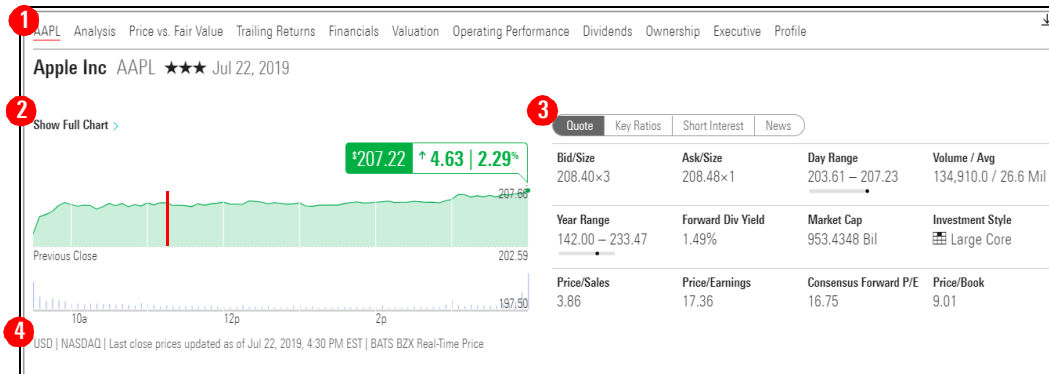 1
AAPL Analysis Price vs. Fair Value Trailing Returns Financials Valuation Operating Performance Dividends Ownership Executive Profile
Apple Inc AAPL ★★★ Jul 22, 2019
2
Show Full Chart >
$207.22 ↑ 4.63 | 2.29%
207.68
Previous Close 202.59
197.50
10a 12p 2p
3
Quote Key Ratios Short Interest News
Bid/Size Ask/Size Day Range Volume / Avg
208.40×3 208.48×1 203.61 – 207.23 134,910.0 / 26.6 Mil
Year Range Forward Div Yield Market Cap Investment Style
142.00 – 233.47 1.49% 953.4348 Bil Large Core
Price/Sales Price/Earnings Consensus Forward P/E Price/Book
3.86 17.36 16.75 9.01
4
USD | NASDAQ | Last close prices updated as of Jul 22, 2019, 4:30 PM EST | BATS BZX Real-Time Price